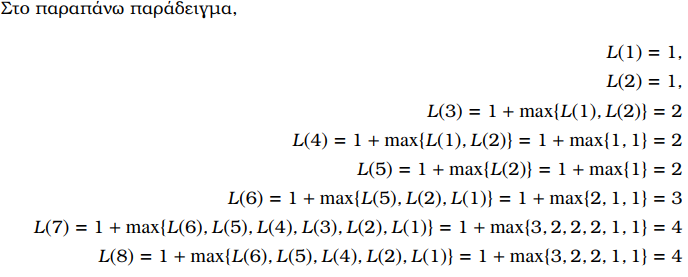 Στο παραπάνω παράδειγμα,
L(1) = 1,
L(2) = 1,
L(3) = 1 + max{L(1), L(2)} = 2
L(4) = 1 + max{L(1), L(2)} = 1 + max{1, 1} = 2
L(5) = 1 + max{L(2)} = 1 + max{1} = 2
L(6) = 1 + max{L(5), L(2), L(1)} = 1 + max{2, 1, 1} = 3
L(7) = 1 + max{L(6), L(5), L(4), L(3), L(2), L(1)} = 1 + max{3, 2, 2, 2, 1, 1} = 4
L(8) = 1 + max{L(6), L(5), L(4), L(2), L(1)} = 1 + max{3, 2, 2, 1, 1} = 4